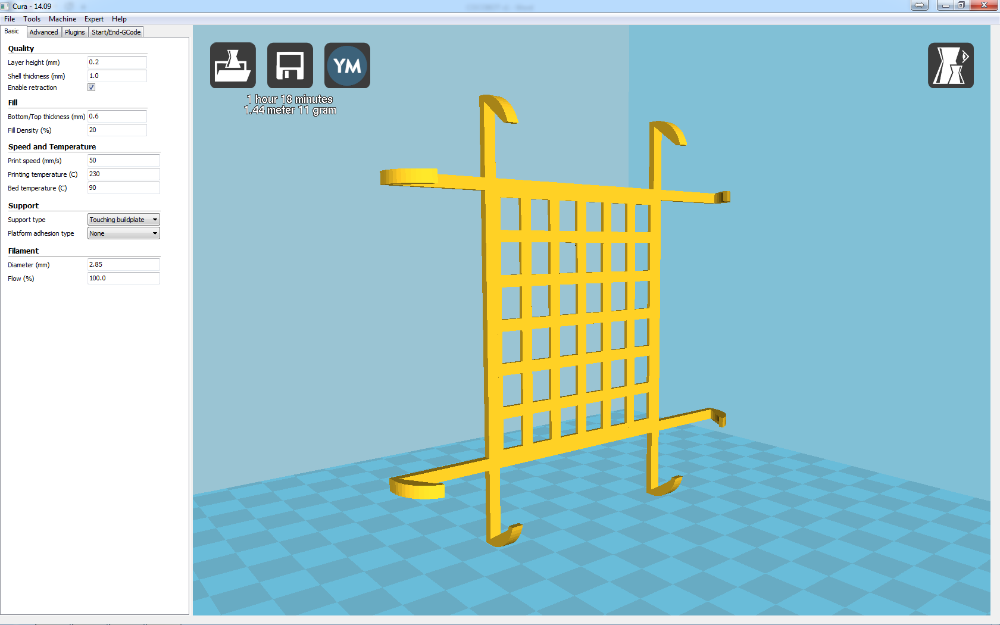 Cura - 14.09
File Tools Machine Expert Help
Basic Advanced Plugins Start/End-GCode
Quality
Layer height (mm) 0.2
Shell thickness (mm) 1.0
Enable retraction
Fill
Bottom/Top thickness (mm) 0.6
Fill Density (%) 20
Speed and Temperature
Print speed (mm/s) 50
Printing temperature (C) 230
Bed temperature (C) 90
Support
Support type Touching buildplate
Platform adhesion type None
Filament
Diameter (mm) 2.85
Flow (%) 100.0
YM
1 hour 18 minutes
1.44 meter 11 gram